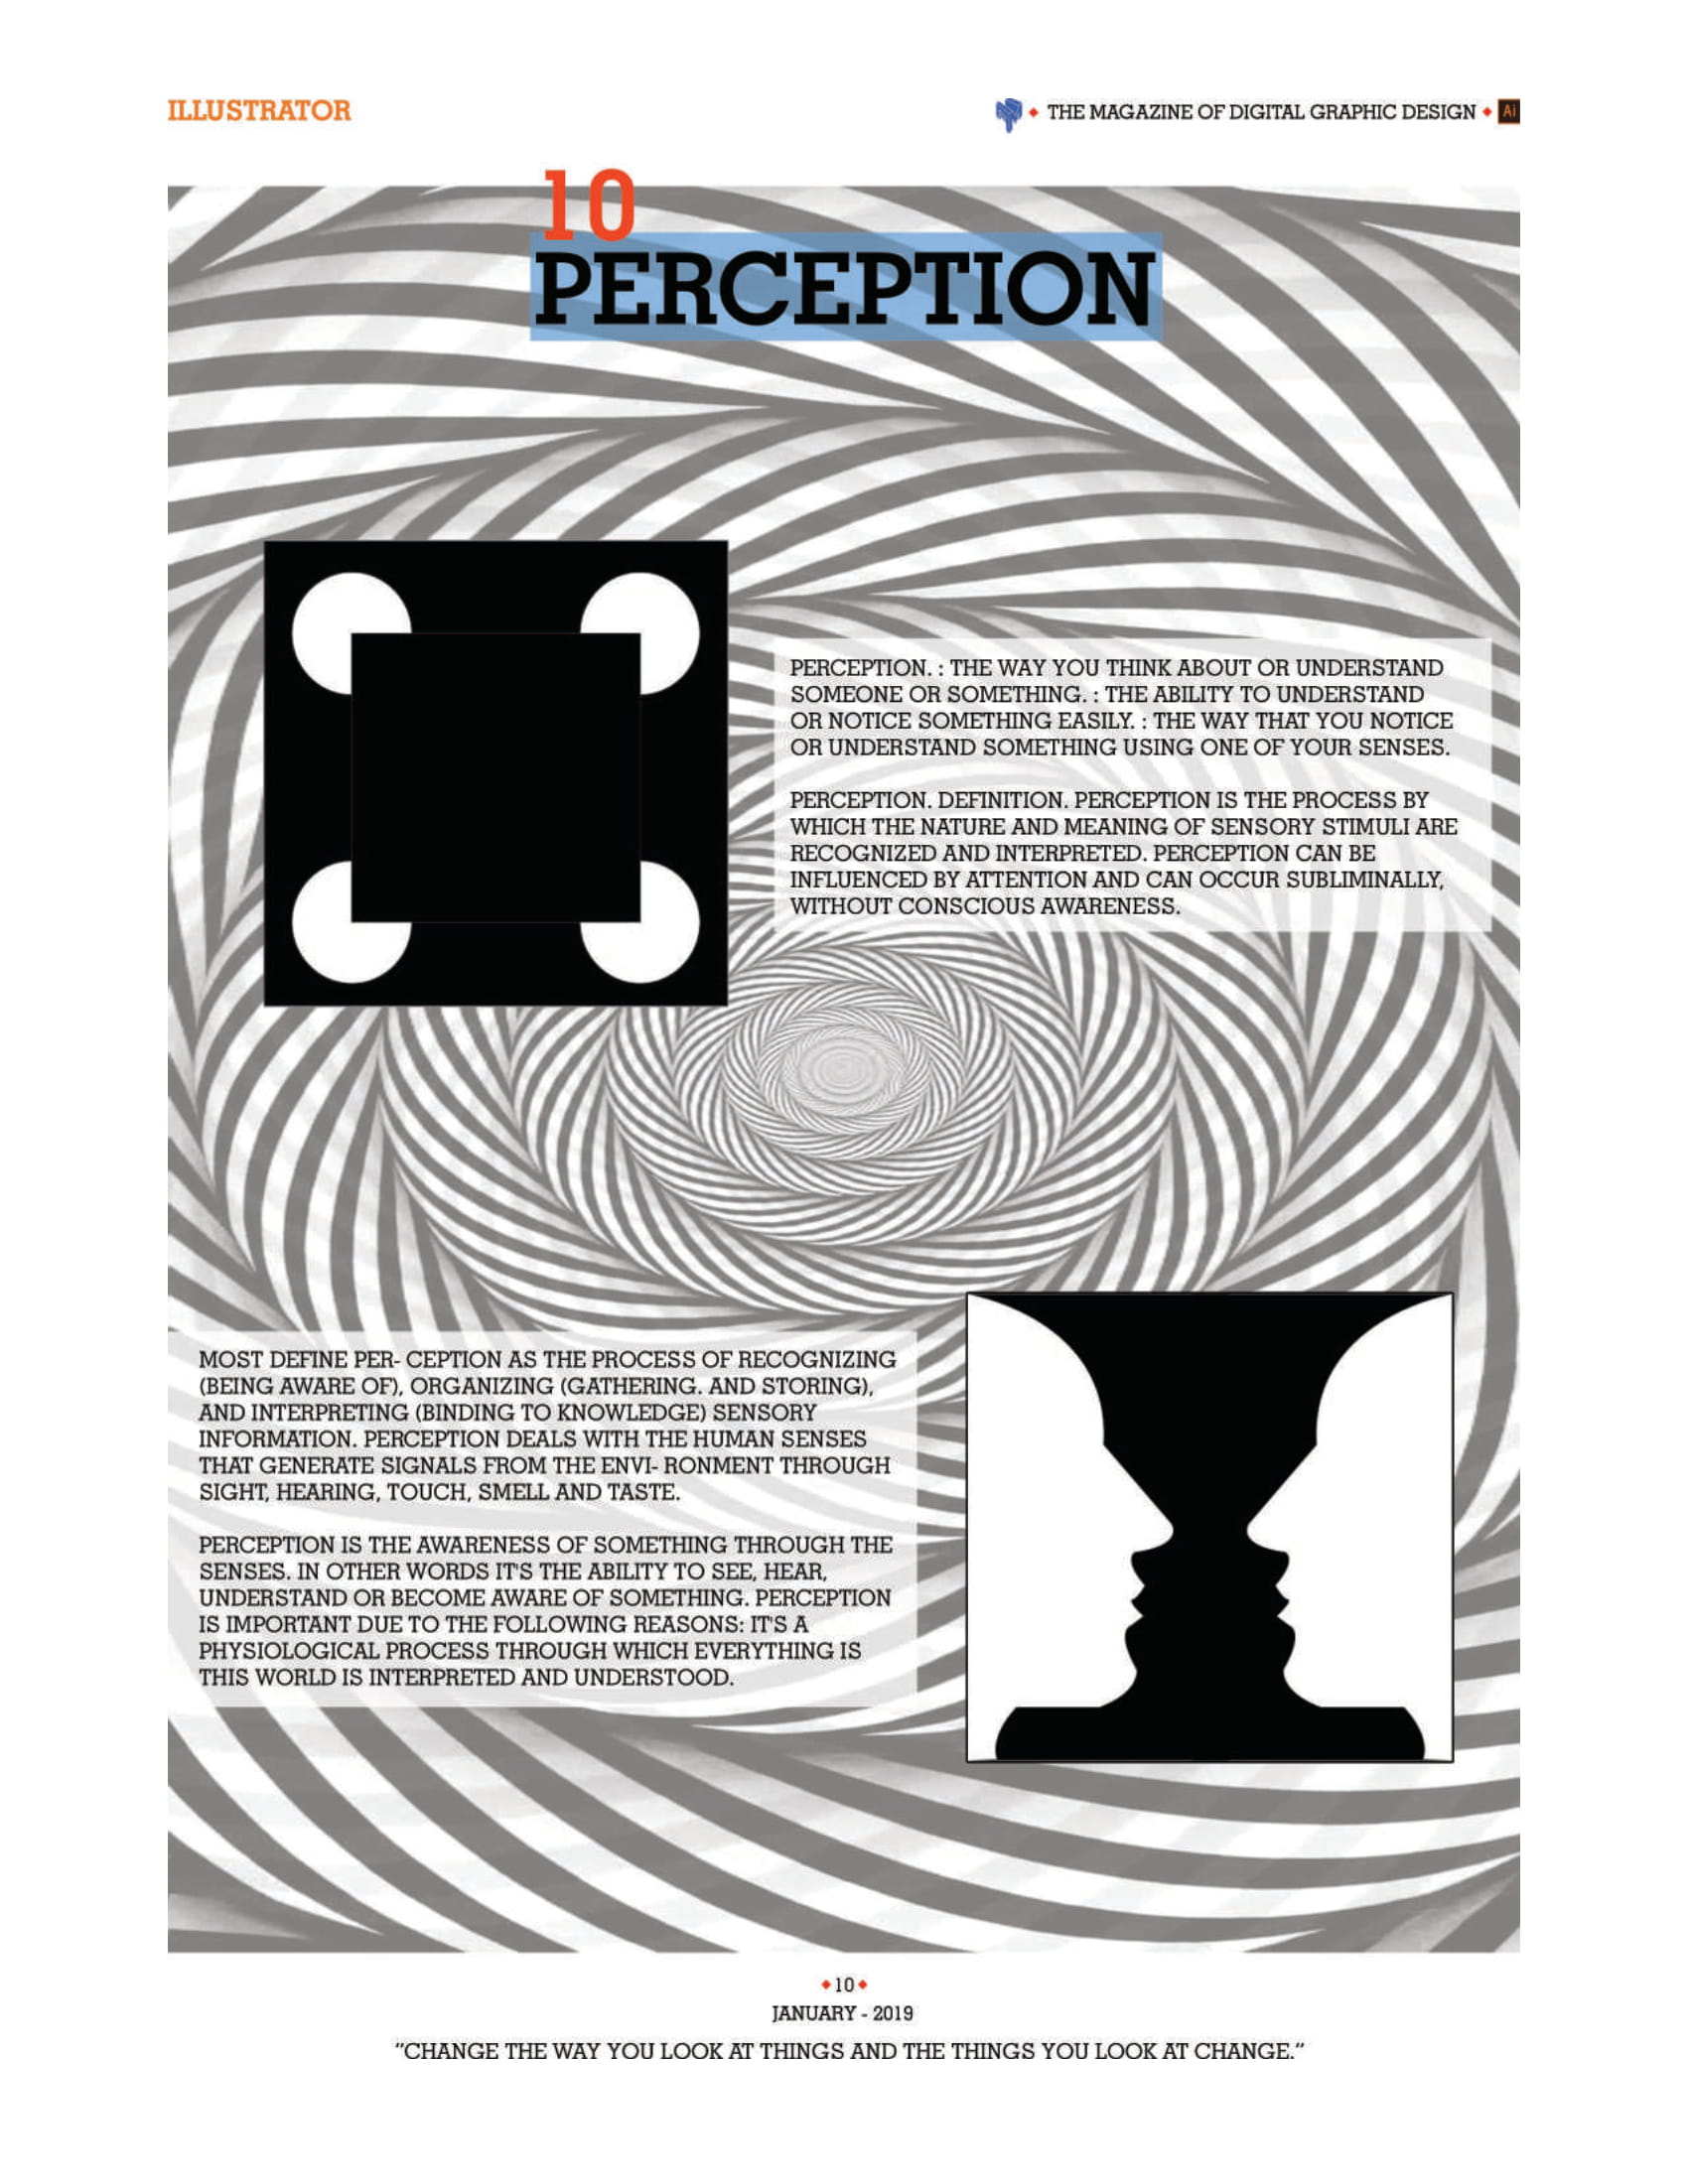 ILLUSTRATOR
THE MAGAZINE OF DIGITAL GRAPHIC DESIGN
Ai
10
PERCEPTION
PERCEPTION. : THE WAY YOU THINK ABOUT OR UNDERSTAND
SOMEONE OR SOMETHING. : THE ABILITY TO UNDERSTAND
OR NOTICE SOMETHING EASILY. : THE WAY THAT YOU NOTICE
OR UNDERSTAND SOMETHING USING ONE OF YOUR SENSES.
PERCEPTION. DEFINITION. PERCEPTION IS THE PROCESS BY
WHICH THE NATURE AND MEANING OF SENSORY STIMULI ARE
RECOGNIZED AND INTERPRETED. PERCEPTION CAN BE
INFLUENCED BY ATTENTION AND CAN OCCUR SUBLIMINALLY,
WITHOUT CONSCIOUS AWARENESS.
MOST DEFINE PER- CEPTION AS THE PROCESS OF RECOGNIZING
(BEING AWARE OF), ORGANIZING (GATHERING. AND STORING),
AND INTERPRETING (BINDING TO KNOWLEDGE) SENSORY
INFORMATION. PERCEPTION DEALS WITH THE HUMAN SENSES
THAT GENERATE SIGNALS FROM THE ENVI- RONMENT THROUGH
SIGHT, HEARING, TOUCH, SMELL AND TASTE.
PERCEPTION IS THE AWARENESS OF SOMETHING THROUGH THE
SENSES. IN OTHER WORDS IT'S THE ABILITY TO SEE, HEAR,
UNDERSTAND OR BECOME AWARE OF SOMETHING. PERCEPTION
IS IMPORTANT DUE TO THE FOLLOWING REASONS: IT'S A
PHYSIOLOGICAL PROCESS THROUGH WHICH EVERYTHING IS
THIS WORLD IS INTERPRETED AND UNDERSTOOD.
10
JANUARY - 2019
"CHANGE THE WAY YOU LOOK AT THINGS AND THE THINGS YOU LOOK AT CHANGE."